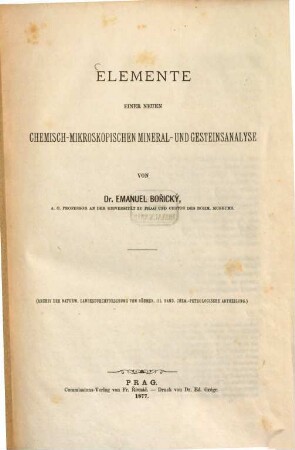 ELEMENTE
EINER NEUEN
CHEMISCH-MIKROSKOPISCHEN MINERAL- UND GESTEINSANALYSE
VON
Dr. EMANUEL BOŘICKÝ,
A. O. PROFESSOR AN DER UNIVERSITÄT ZU PRAG UND CUSTOS DES BÖHM. MUSEUMS.
(ARCHIV DER NATURW. LANDESDURCHFORSCHUNG VON BÖHMEN, III. BAND, CHEM.-PETROLOGISCHE ABTHEILUNG.)
PRAG.
Commissions-Verlag von Fr. Řivnáč. — Druck von Dr. Ed. Grégr.
1877.